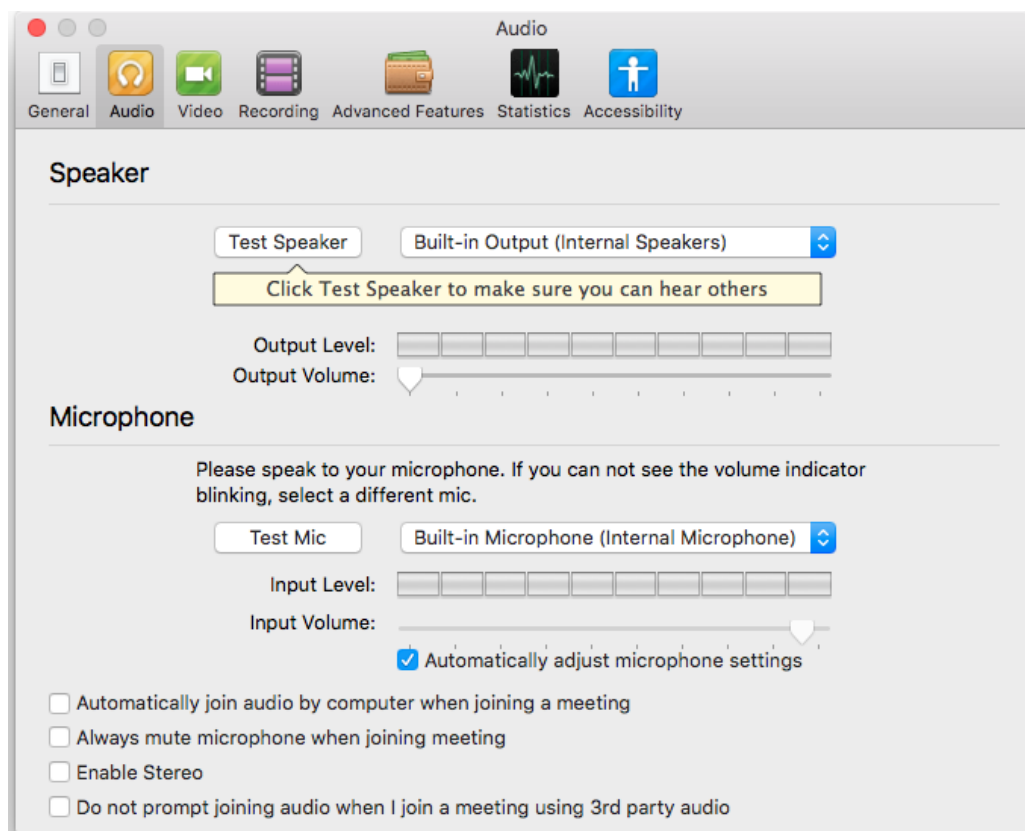 Audio
General Audio Video Recording Advanced Features Statistics Accessibility
Speaker
Test Speaker Built-in Output (Internal Speakers)
Click Test Speaker to make sure you can hear others
Output Level:
Output Volume:
Microphone
Please speak to your microphone. If you can not see the volume indicator
blinking, select a different mic.
Test Mic Built-in Microphone (Internal Microphone)
Input Level:
Input Volume:
Automatically adjust microphone settings
Automatically join audio by computer when joining a meeting
Always mute microphone when joining meeting
Enable Stereo
Do not prompt joining audio when I join a meeting using 3rd party audio